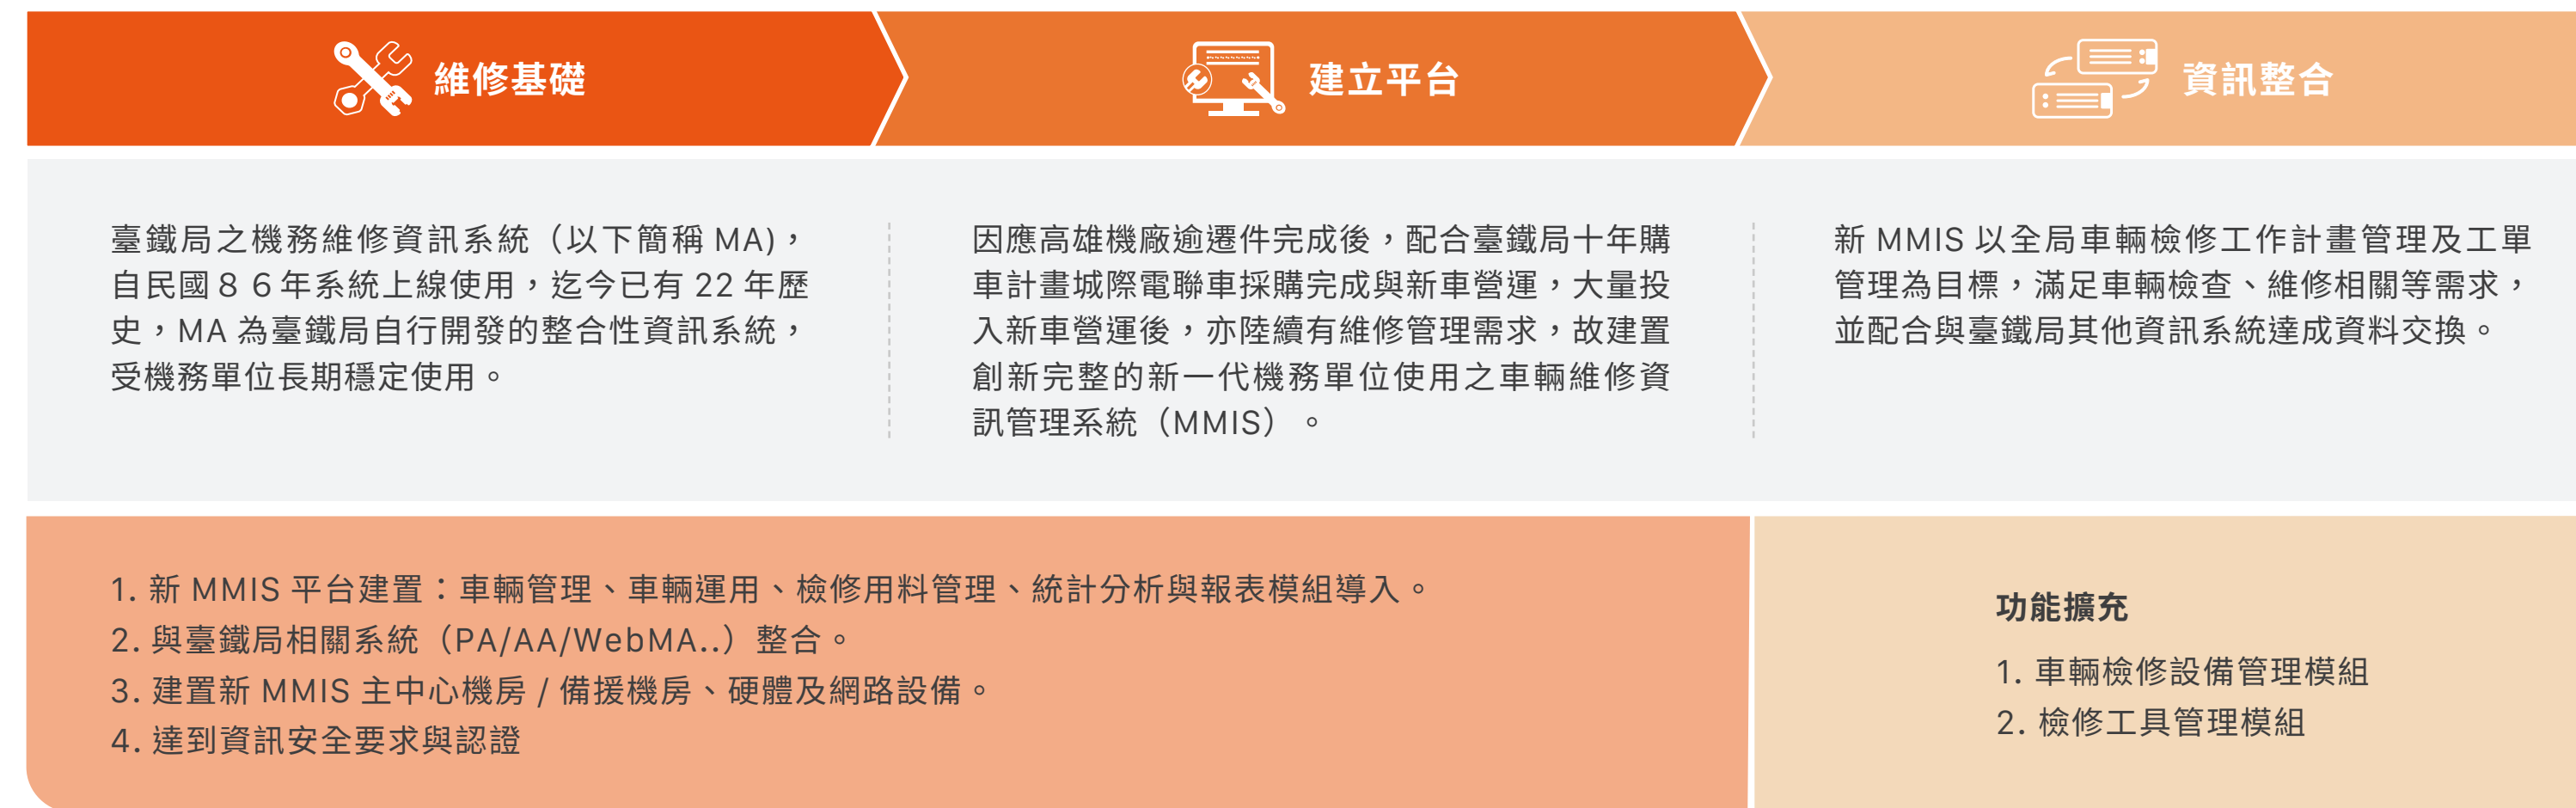 維修基礎
建立平台
資訊整合
臺鐵局之機務維修資訊系統（以下簡稱 MA)，
自民國８６年系統上線使用，迄今已有 22 年歷
史，MA 為臺鐵局自行開發的整合性資訊系統，
受機務單位長期穩定使用。
因應高雄機廠逾遷件完成後，配合臺鐵局十年購
車計畫城際電聯車採購完成與新車營運，大量投
入新車營運後，亦陸續有維修管理需求，故建置
創新完整的新一代機務單位使用之車輛維修資
訊管理系統（MMIS）。
新 MMIS 以全局車輛檢修工作計畫管理及工單
管理為目標，滿足車輛檢查、維修相關等需求，
並配合與臺鐵局其他資訊系統達成資料交換。
1. 新 MMIS 平台建置：車輛管理、車輛運用、檢修用料管理、統計分析與報表模組導入。
2. 與臺鐵局相關系統（PA/AA/WebMA..）整合。
3. 建置新 MMIS 主中心機房 / 備援機房、硬體及網路設備。
4. 達到資訊安全要求與認證
功能擴充
1. 車輛檢修設備管理模組
2. 檢修工具管理模組